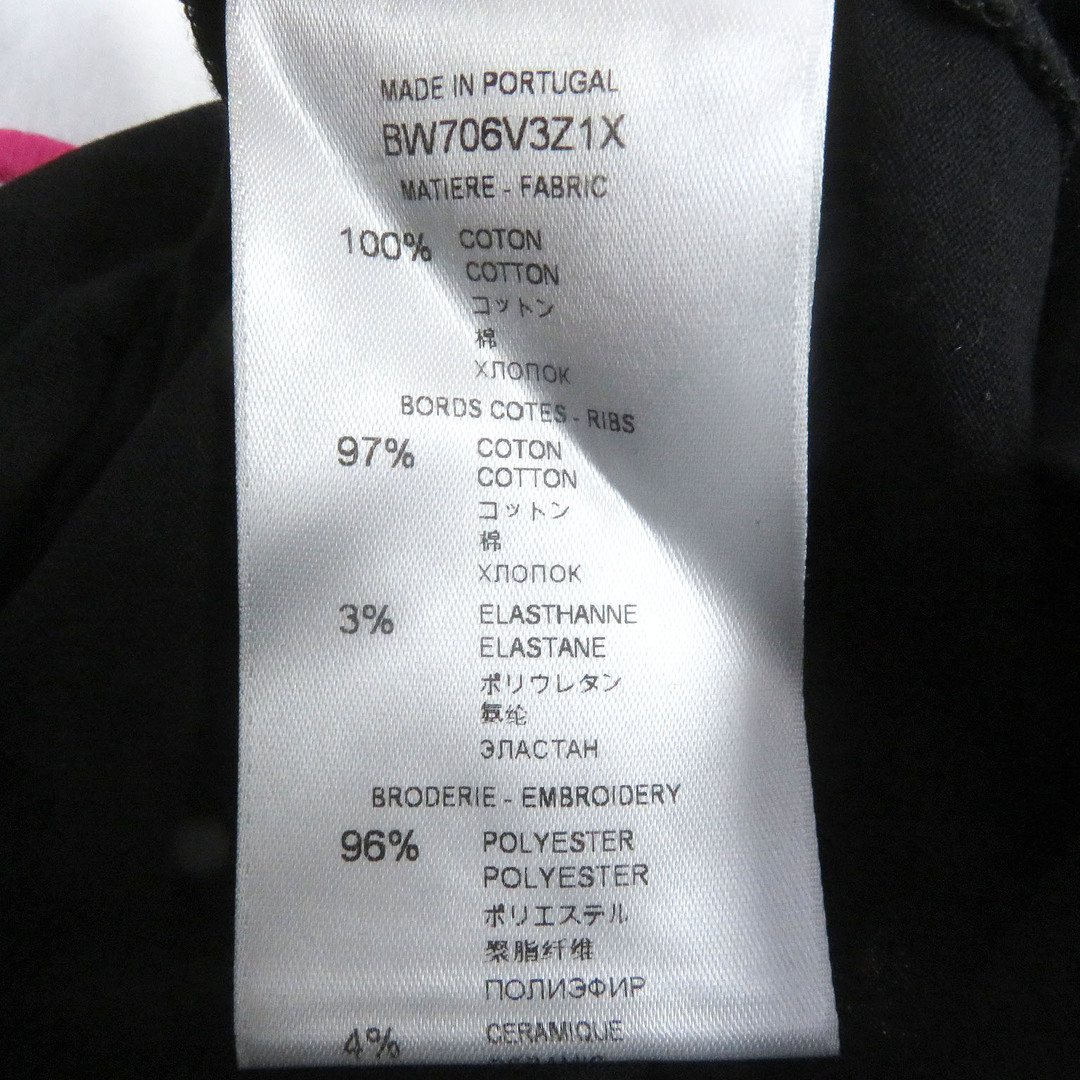 MADE IN PORTUGAL
BW706V3Z1X
MATIERE - FABRIC
100% COTON
COTTON
コットン
棉
ХЛОПОК
BORDS COTES - RIBS
97% COTON
COTTON
コットン
棉
ХЛОПОК
3% ELASTHANNE
ELASTANE
ポリウレタン
氨纶
ЭЛАСТАН
BRODERIE - EMBROIDERY
96% POLYESTER
POLYESTER
ポリエステル
聚脂纤维
ПОЛИЭФИР
4% CERAMIQUE